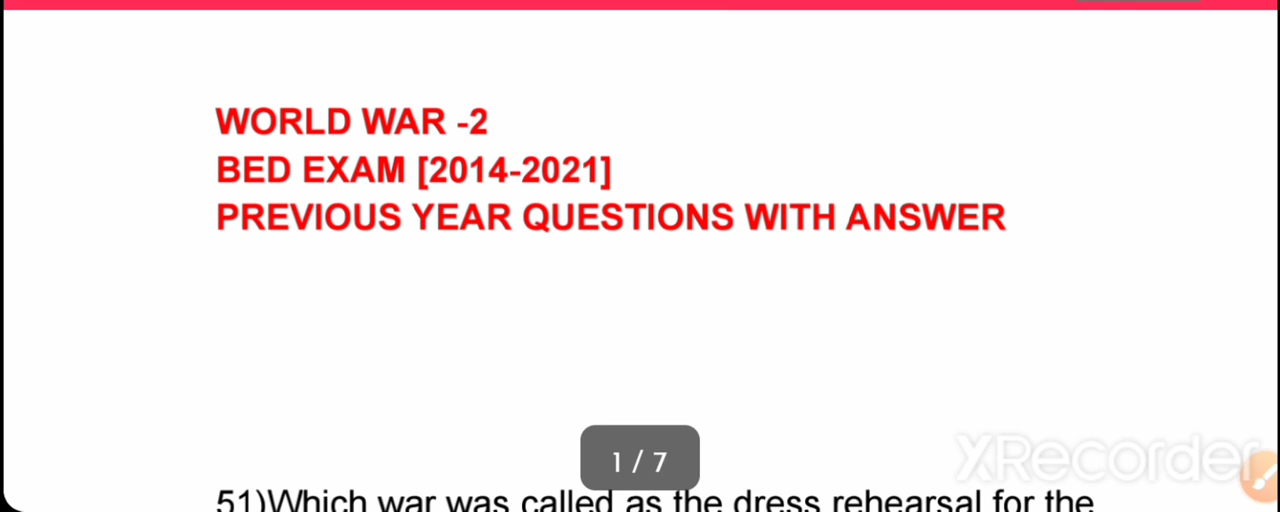 WORLD WAR -2
BED EXAM [2014-2021]
PREVIOUS YEAR QUESTIONS WITH ANSWER
1 / 7
XRecorder
51)Which war was called as the dress rehearsal for the